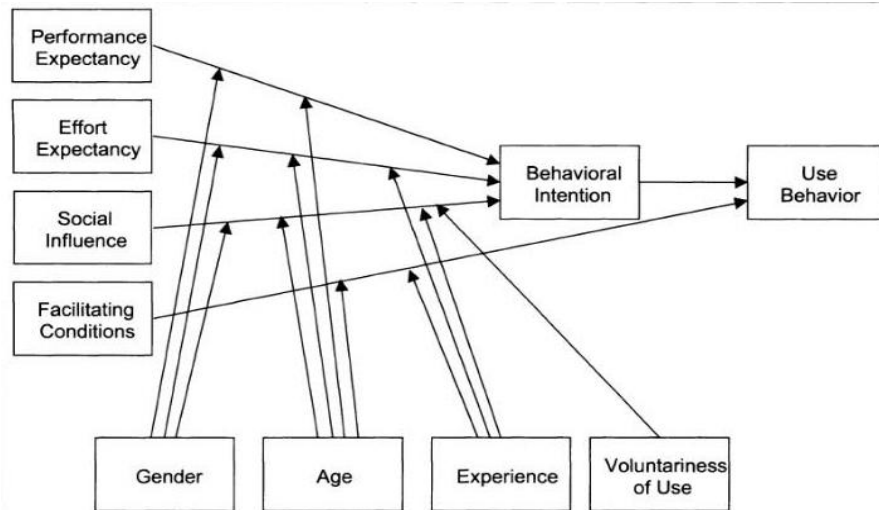 Performance
Expectancy
Effort
Expectancy
Social
Influence
Facilitating
Conditions
Behavioral
Intention
Use
Behavior
Gender
Age
Experience
Voluntariness
of Use